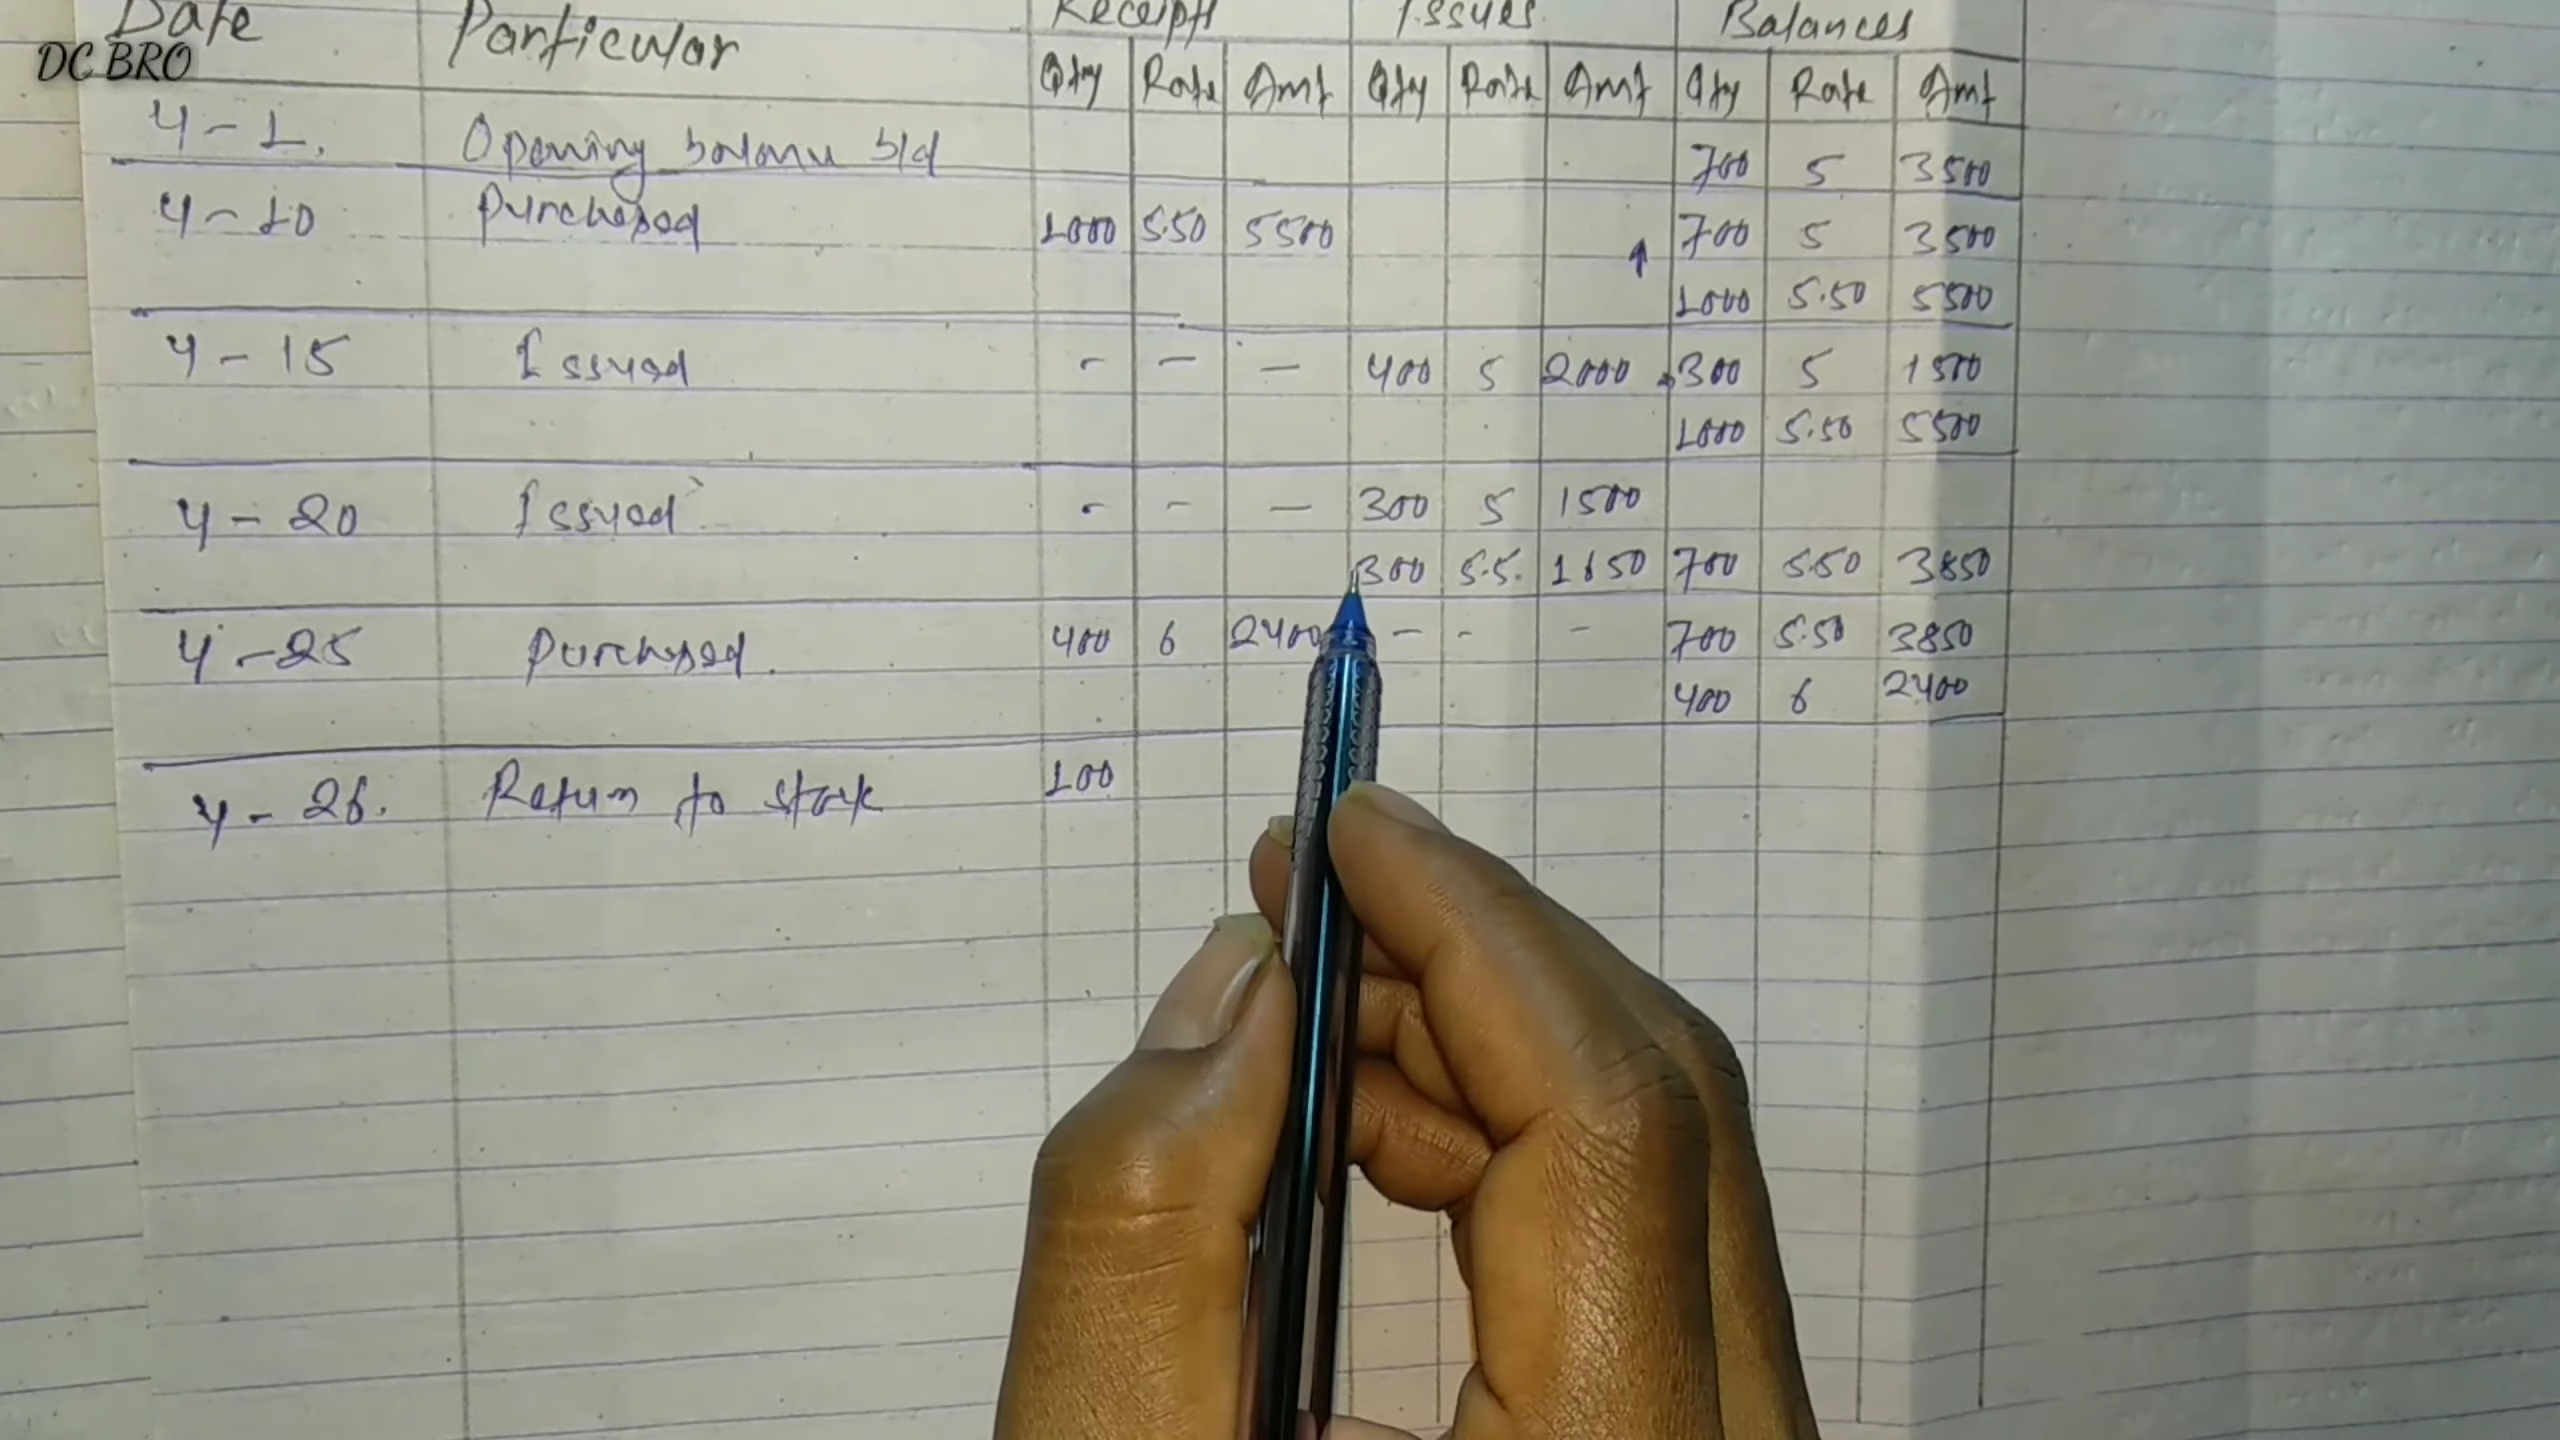 Date Particular Receipts Issues Balances
DC BRO
Qty Rate Amt Qty Rate Amt Qty Rate Amt
4-1. Opening balance b/d 700 5 3500
4-10 Purchased 1000 5.50 5500 700 5 3500
1000 5.50 5500
4-15 Issued - - - 400 5 2000 300 5 1500
1000 5.50 5500
4-20 Issued - - - 300 5 1500
300 5.5. 1650 700 5.50 3850
4-25 Purchased. 400 6 2400 - - - 700 5.50 3850
400 6 2400
4-26. Return to stock 100